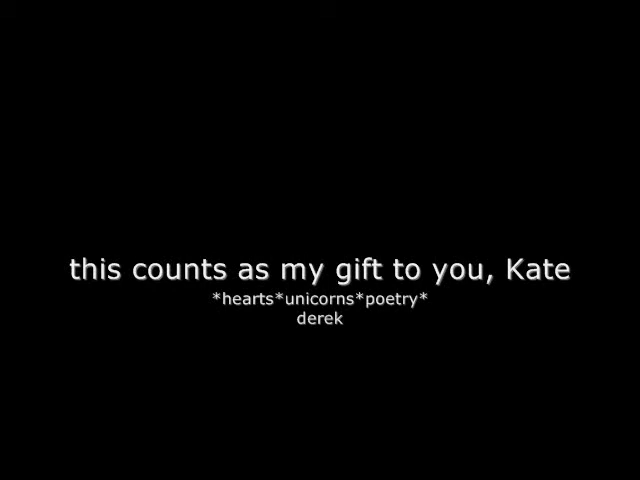 this counts as my gift to you, Kate
*hearts*unicorns*poetry*
derek